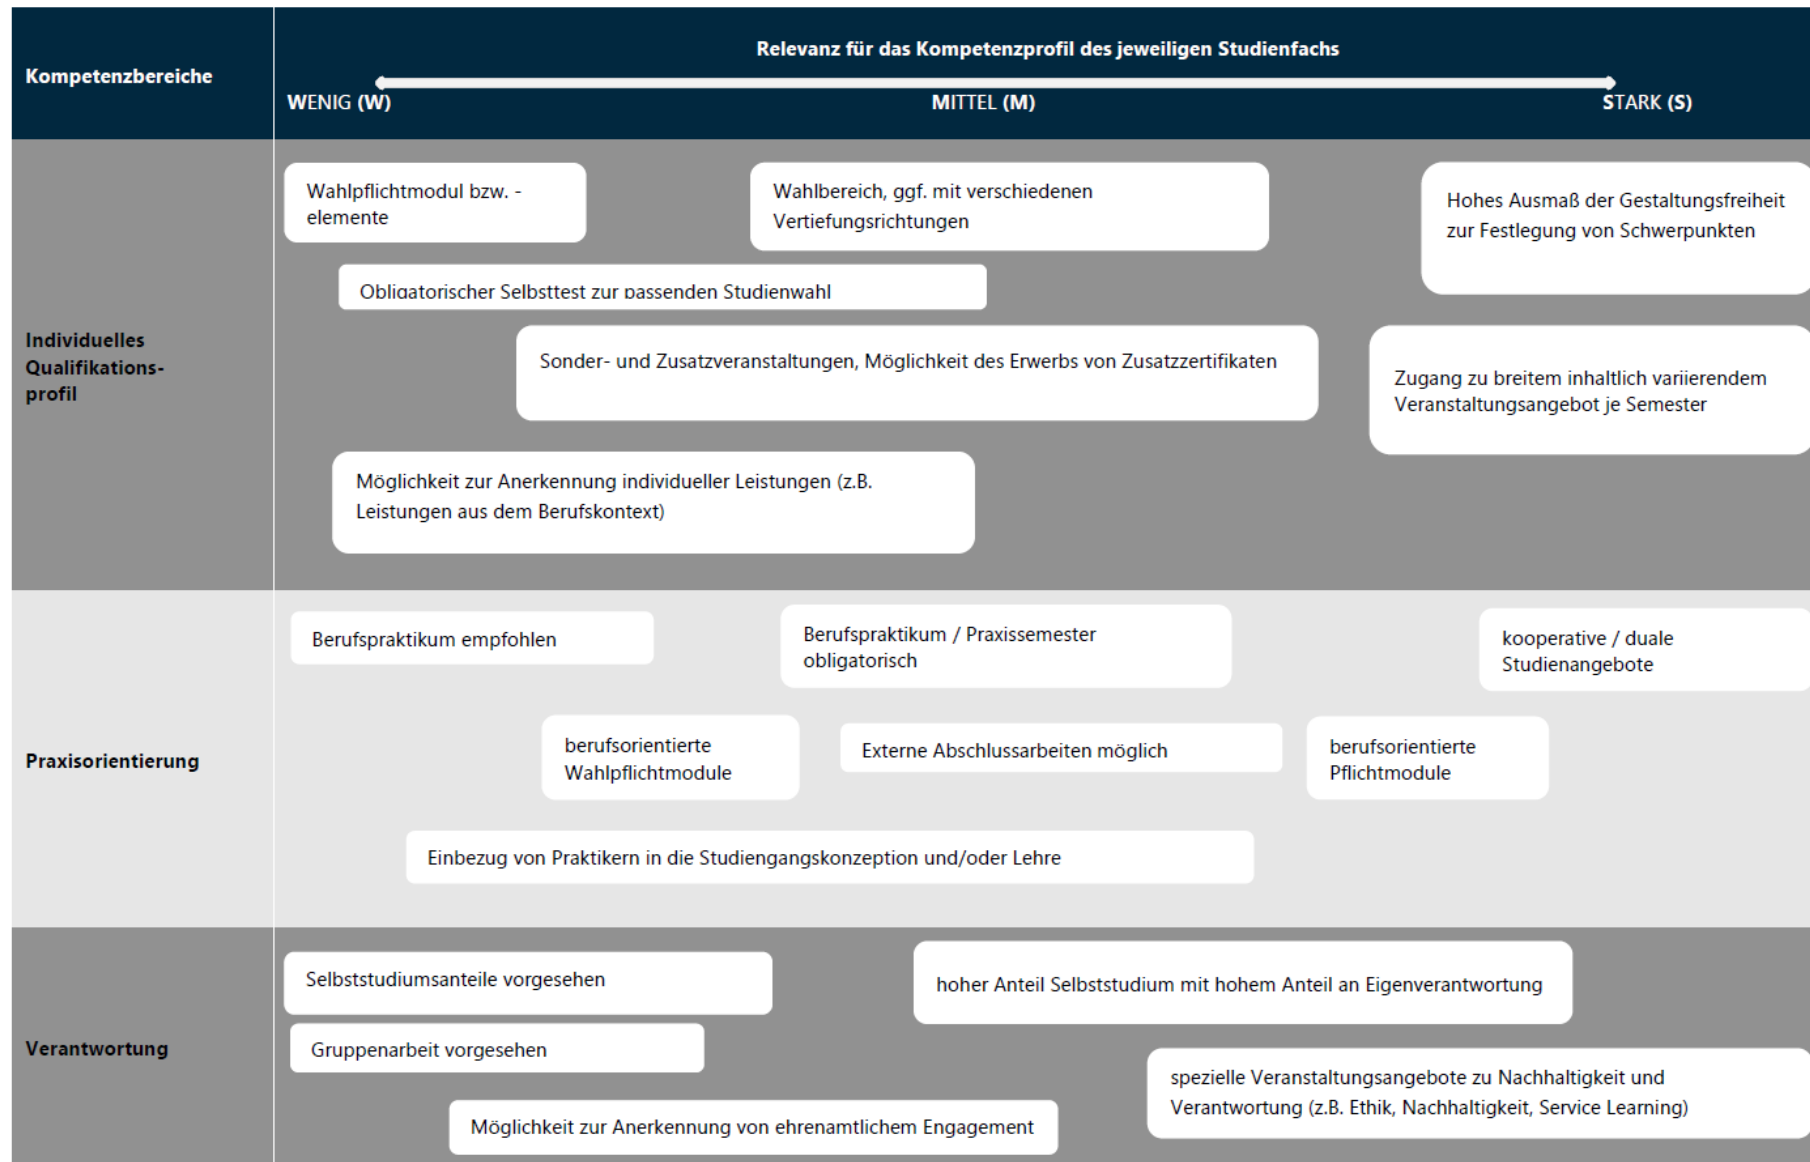 Kompetenzbereiche
Relevanz für das Kompetenzprofil des jeweiligen Studienfachs
WENIG (W)
MITTEL (M)
STARK (S)
Individuelles
Qualifikations-
profil
Wahlpflichtmodul bzw. -
elemente
Wahlbereich, ggf. mit verschiedenen
Vertiefungsrichtungen
Hohes Ausmaß der Gestaltungsfreiheit
zur Festlegung von Schwerpunkten
Obligatorischer Selbsttest zur passenden Studienwahl
Sonder- und Zusatzveranstaltungen, Möglichkeit des Erwerbs von Zusatzzertifikaten
Zugang zu breitem inhaltlich variierendem
Veranstaltungsangebot je Semester
Möglichkeit zur Anerkennung individueller Leistungen (z.B.
Leistungen aus dem Berufskontext)
Praxisorientierung
Berufspraktikum empfohlen
Berufspraktikum / Praxissemester
obligatorisch
kooperative / duale
Studienangebote
berufsorientierte
Wahlpflichtmodule
Externe Abschlussarbeiten möglich
berufsorientierte
Pflichtmodule
Einbezug von Praktikern in die Studiengangskonzeption und/oder Lehre
Verantwortung
Selbststudiumsanteile vorgesehen
hoher Anteil Selbststudium mit hohem Anteil an Eigenverantwortung
Gruppenarbeit vorgesehen
spezielle Veranstaltungsangebote zu Nachhaltigkeit und
Verantwortung (z.B. Ethik, Nachhaltigkeit, Service Learning)
Möglichkeit zur Anerkennung von ehrenamtlichem Engagement